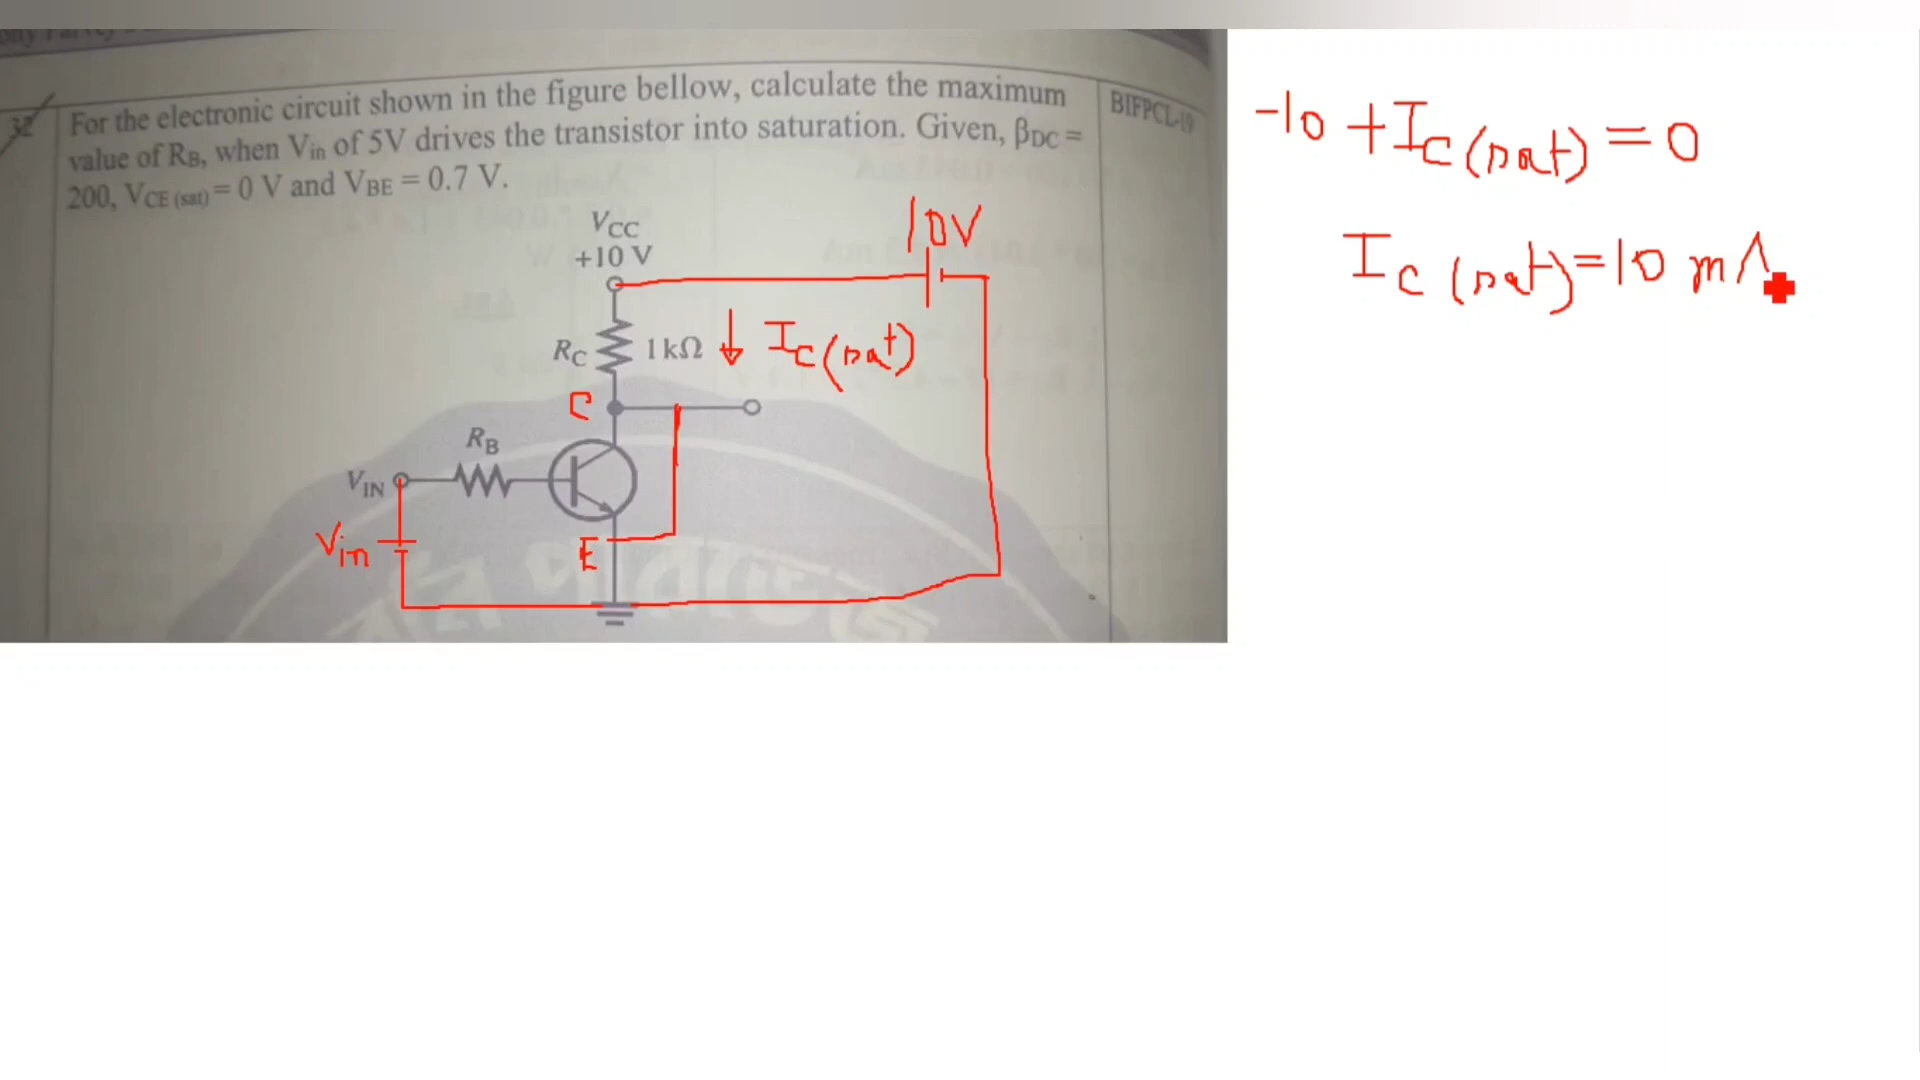 32
For the electronic circuit shown in the figure bellow, calculate the maximum
value of RB, when Vin of 5V drives the transistor into saturation. Given, βDC =
200, VCE (sat) = 0 V and VBE = 0.7 V.
BIFPCL-19
VCC
+10 V
10V
RC
1 kΩ
IC(sat)
C
RB
VIN
Vin
E
-10 + IC(sat) = 0
IC(sat) = 10 mA